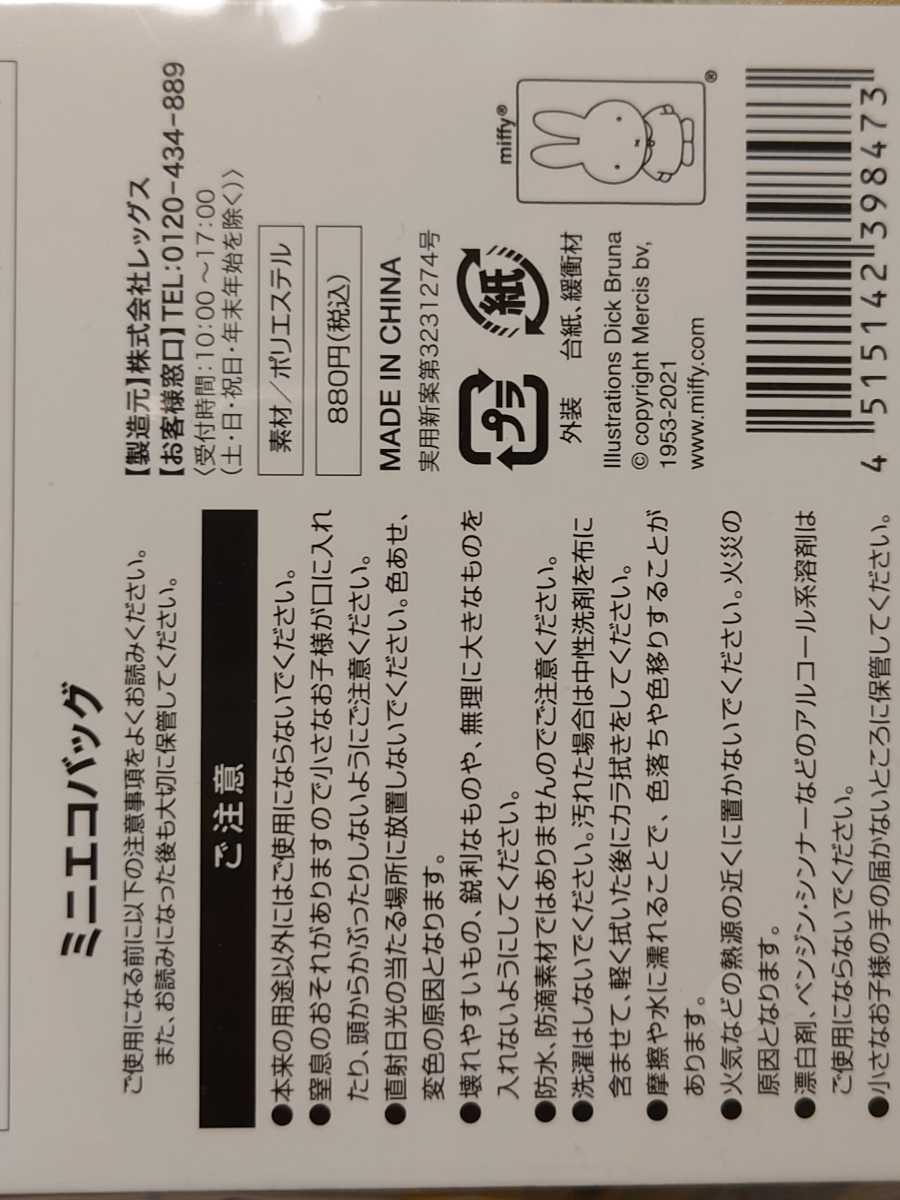 ミニエコバッグ
ご使用になる前に以下の注意事項をよくお読みください。
また、お読みになった後も大切に保管してください。
ご注意
●本来の用途以外にはご使用にならないでください。
●窒息のおそれがありますので小さなお子様が口に入れ
たり、頭からかぶったりしないようにご注意ください。
●直射日光の当たる場所に放置しないでください。色あせ、
変色の原因となります。
●壊れやすいもの、鋭利なものや、無理に大きなものを
入れないようにしてください。
●防水、防滴素材ではありませんのでご注意ください。
●洗濯はしないでください。汚れた場合は中性洗剤を布に
含ませて、軽く拭いた後にカラ拭きをしてください。
●摩擦や水に濡れることで、色落ちや色移りすることが
あります。
●火気などの熱源の近くに置かないでください。火災の
原因となります。
●漂白剤、ベンジン・シンナーなどのアルコール系溶剤は
ご使用にならないでください。
●小さなお子様の手の届かないところに保管してください。
【製造元】株式会社レッグス
【お客様窓口】TEL:0120-434-889
〈受付時間:10:00～17:00
(土・日・祝日・年末年始を除く)〉
素材/ポリエステル
880円(税込)
MADE IN CHINA
実用新案第3231274号
プラ 紙
外装 台紙、緩衝材
Illustrations Dick Bruna
© copyright Mercis bv,
1953-2021
www.miffy.com
miffy®
®
4 515142 398473